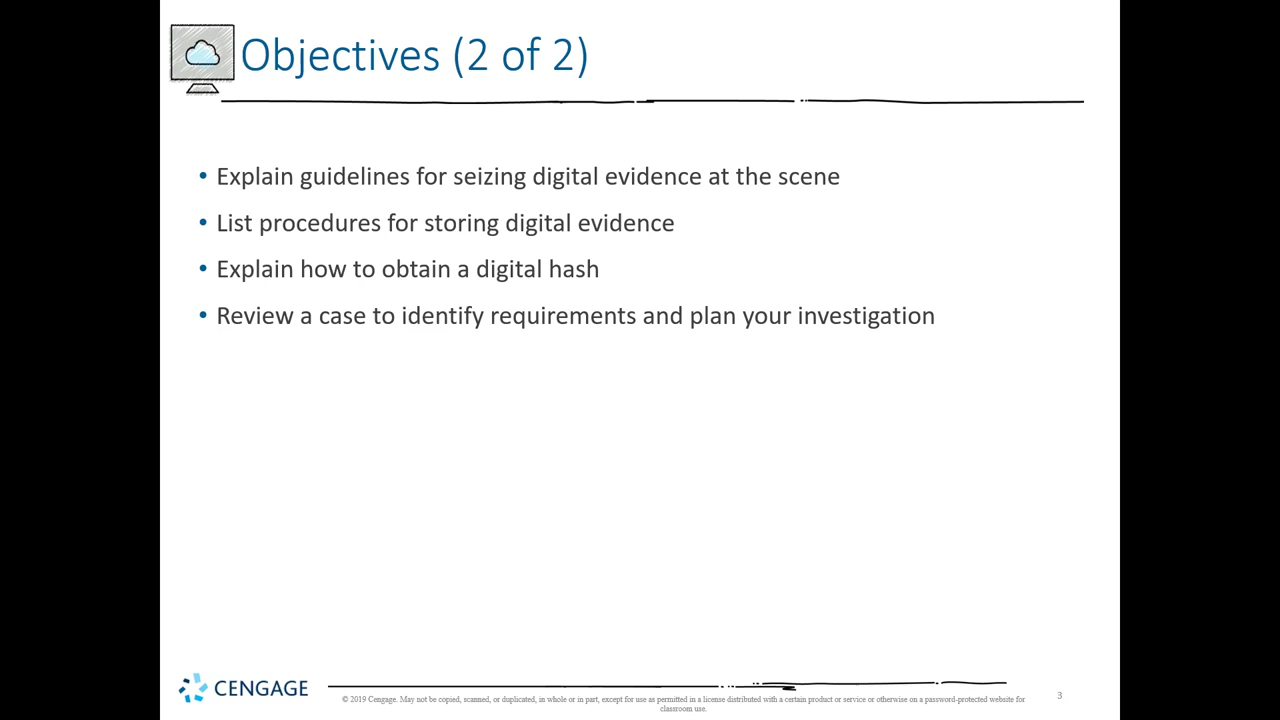 Objectives (2 of 2)
• Explain guidelines for seizing digital evidence at the scene
• List procedures for storing digital evidence
• Explain how to obtain a digital hash
• Review a case to identify requirements and plan your investigation
CENGAGE
© 2019 Cengage. May not be copied, scanned, or duplicated, in whole or in part, except for use as permitted in a license distributed with a certain product or service or otherwise on a password-protected website for
classroom use.
3